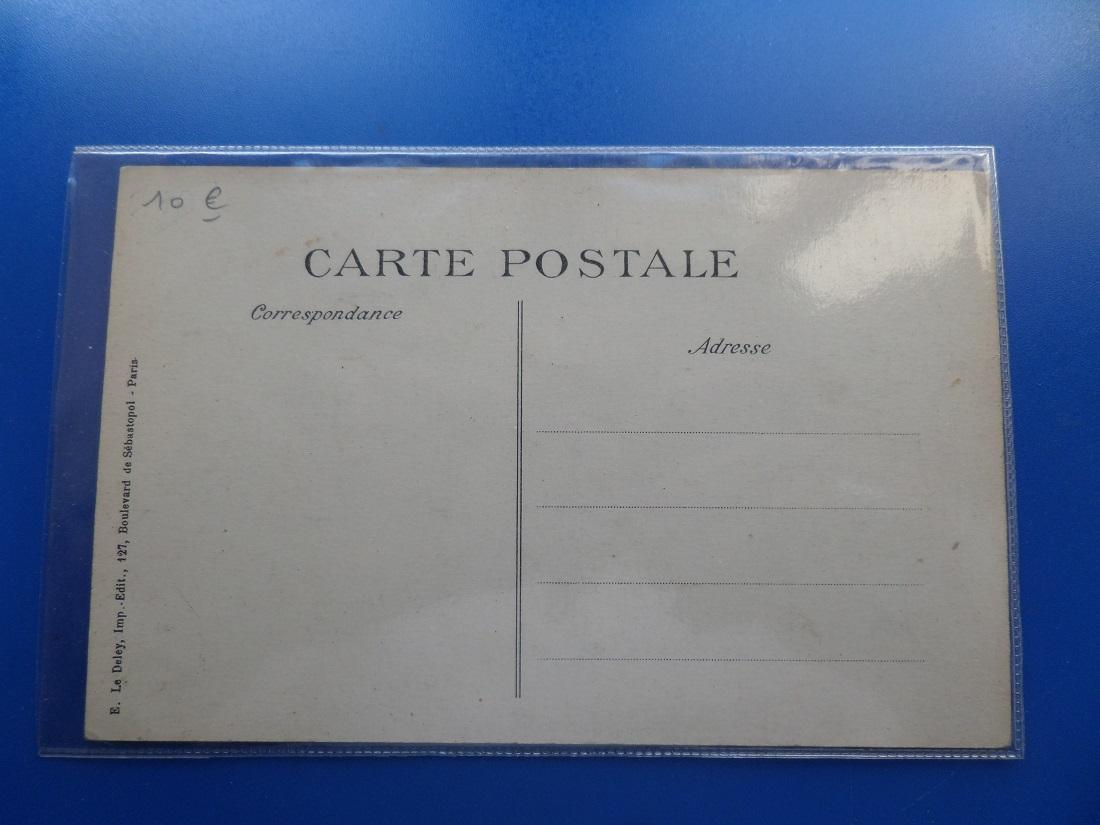 10 €
CARTE POSTALE
Correspondance
Adresse
E. Le Deley, Imp.-Edit., 127, Boulevard de Sébastopol - Paris